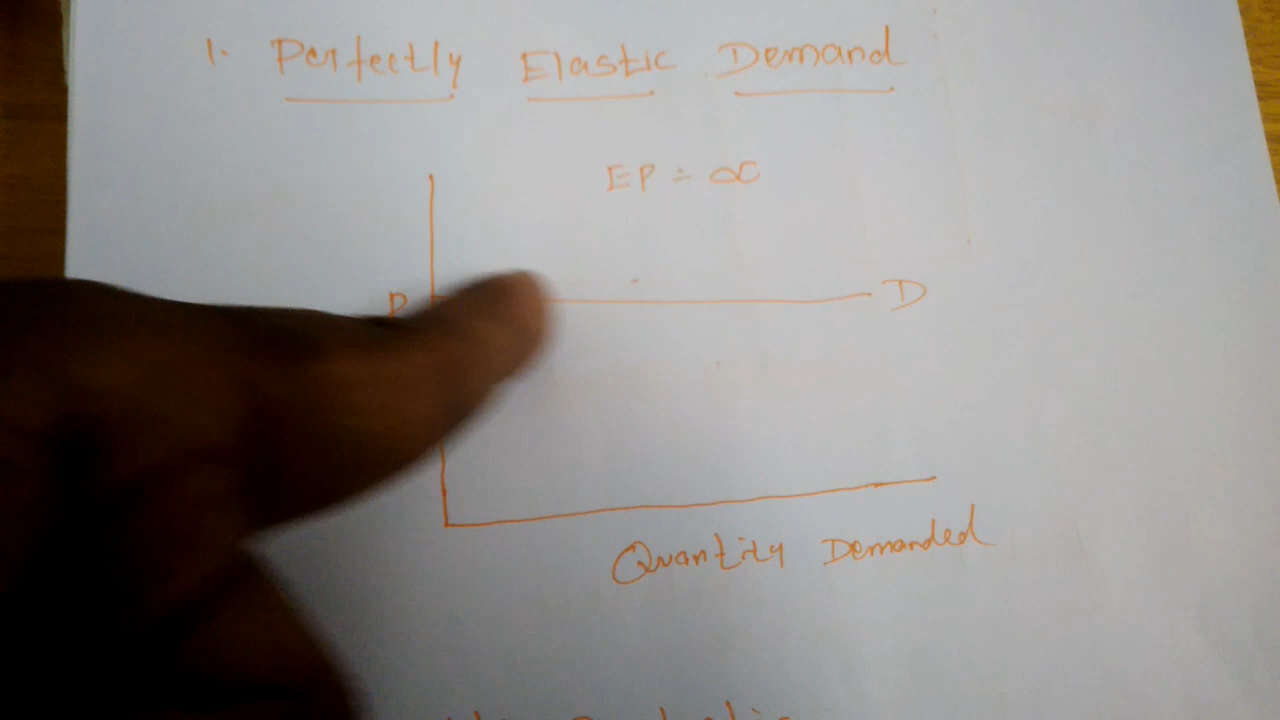 1. Perfectly Elastic Demand
EP = ∝
P D
Quantity Demanded